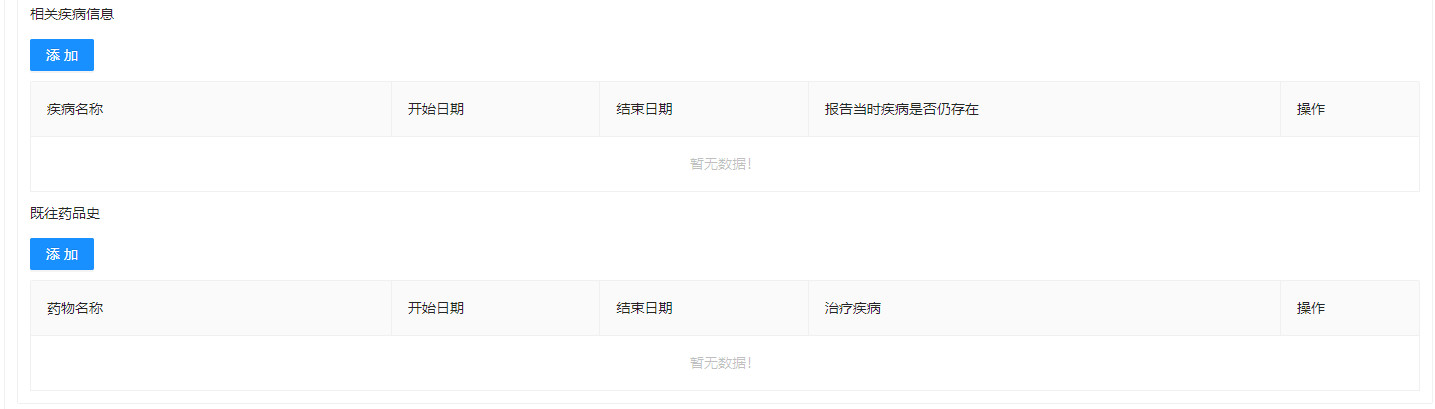 相关疾病信息
添 加
疾病名称 开始日期 结束日期 报告当时疾病是否仍存在 操作
暂无数据!
既往药品史
添 加
药物名称 开始日期 结束日期 治疗疾病 操作
暂无数据!